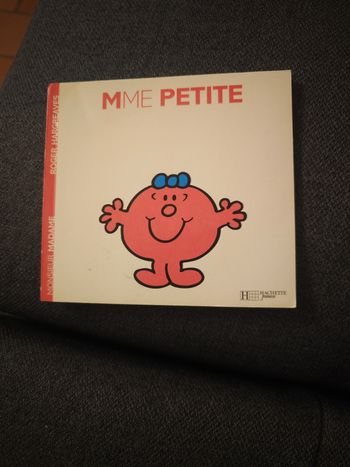 MME PETITE
ROGER HARGREAVES
MONSIEUR MADAME
H HACHETTE
Jeunesse